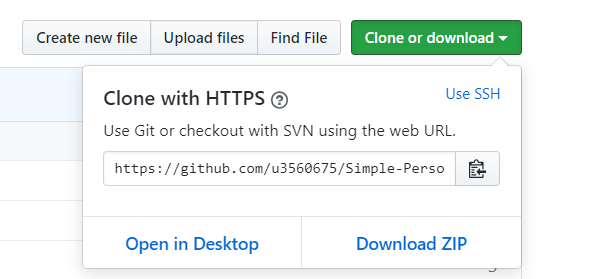 Create new file Upload files Find File Clone or download
Clone with HTTPS Use SSH
Use Git or checkout with SVN using the web URL.
https://github.com/u3560675/Simple-Perso
Open in Desktop Download ZIP